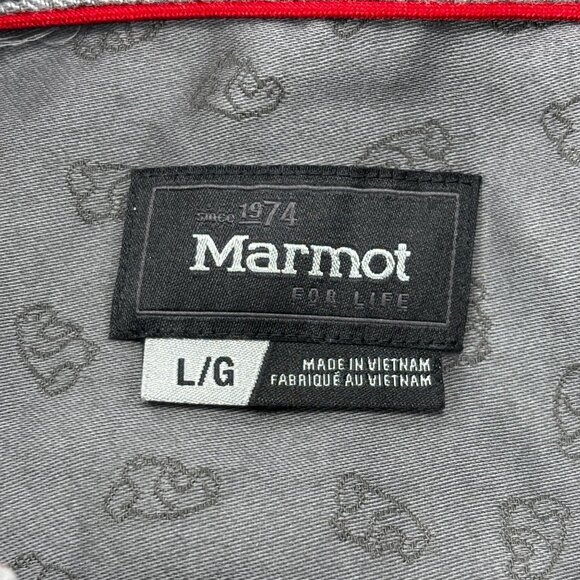 SINCE 1974
Marmot
FOR LIFE
L/G
MADE IN VIETNAM
FABRIQUÉ AU VIETNAM